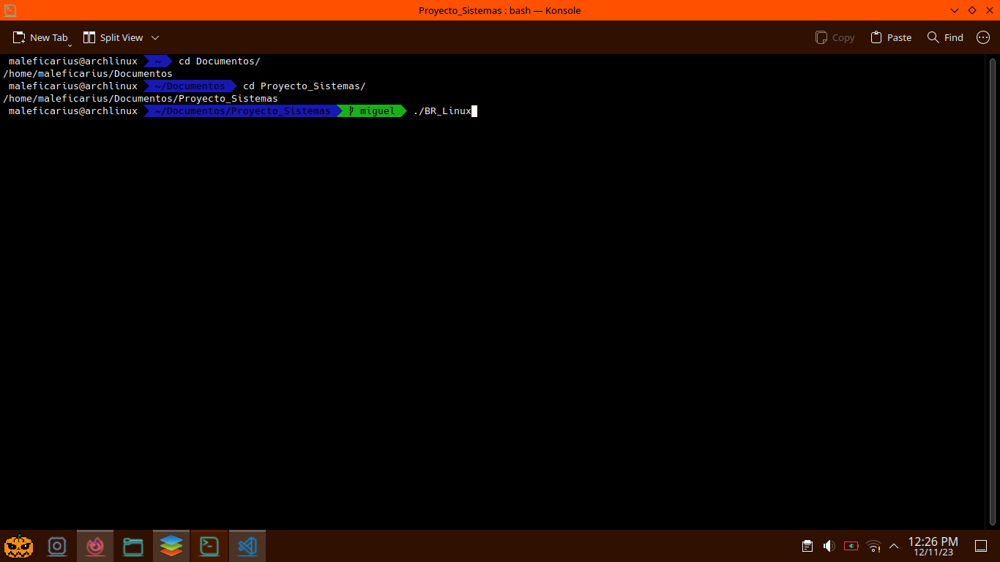 Proyecto_Sistemas : bash — Konsole
New Tab Split View Copy Paste Find
maleficarius@archlinux ~ cd Documentos/
/home/maleficarius/Documentos
maleficarius@archlinux ~/Documentos cd Proyecto_Sistemas/
/home/maleficarius/Documentos/Proyecto_Sistemas
maleficarius@archlinux ~/Documentos/Proyecto_Sistemas miguel ./BR_Linux
12:26 PM
12/11/23